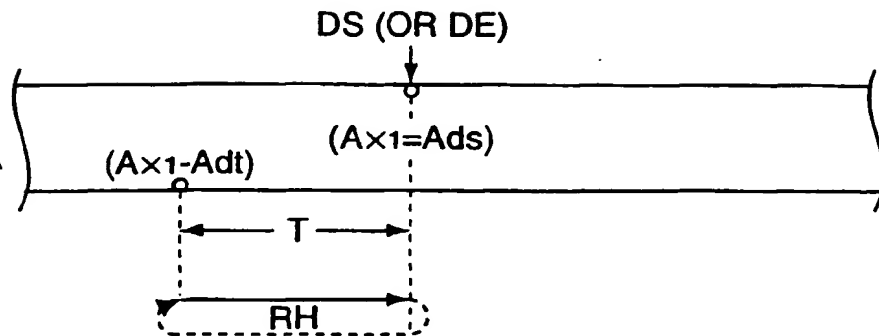 DS (OR DE)
(A×1=Ads)
(A×1-Adt)
T
RH